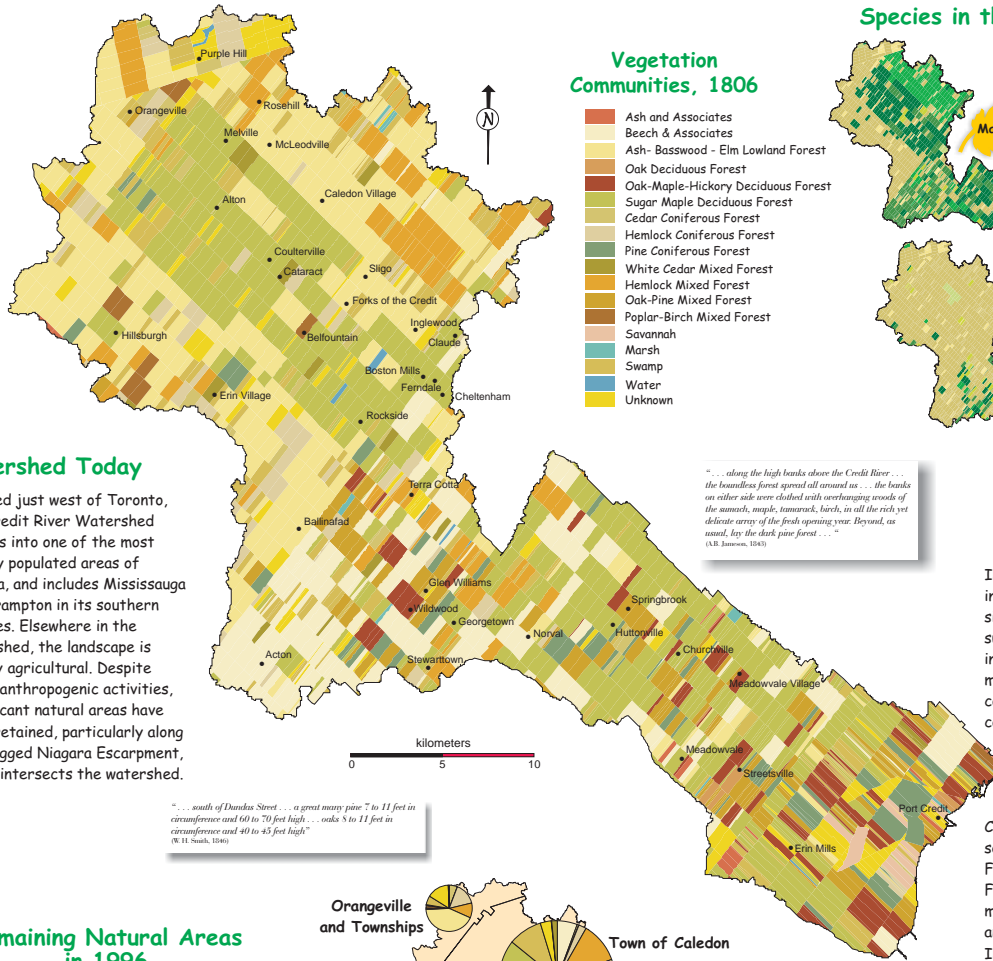 Species in th
Vegetation
Communities, 1806
Ash and Associates
Beech & Associates
Ash- Basswood - Elm Lowland Forest
Oak Deciduous Forest
Oak-Maple-Hickory Deciduous Forest
Sugar Maple Deciduous Forest
Cedar Coniferous Forest
Hemlock Coniferous Forest
Pine Coniferous Forest
White Cedar Mixed Forest
Hemlock Mixed Forest
Oak-Pine Mixed Forest
Poplar-Birch Mixed Forest
Savannah
Marsh
Swamp
Water
Unknown
N
Ma
Purple Hill
Orangeville
Rosehill
Melville
McLeodville
Alton
Caledon Village
Coulterville
Cataract
Sligo
Forks of the Credit
Inglewood
Claude
Hillsburgh
Belfountain
Boston Mills
Ferndale
Cheltenham
Erin Village
Rockside
Terra Cotta
Ballinafad
Glen Williams
Wildwood
Georgetown
Acton
Stewarttown
Norval
Springbrook
Huttonville
Churchville
Meadowvale Village
Meadowvale
Streetsville
Port Credit
Erin Mills
kilometers
0 5 10
ershed Today
ed just west of Toronto,
redit River Watershed
s into one of the most
y populated areas of
a, and includes Mississauga
rampton in its southern
es. Elsewhere in the
shed, the landscape is
y agricultural. Despite
anthropogenic activities,
icant natural areas have
retained, particularly along
gged Niagara Escarpment,
intersects the watershed.
" . . . along the high banks above the Credit River . . .
the boundless forest spread all around us . . . the banks
on either side were clothed with overhanging woods of
the sumach, maple, tamarack, birch, in all the rich yet
delicate array of the fresh opening year. Beyond, as
usual, lay the dark pine forest . . . "
(A.B. Jameson, 1843)
" . . . south of Dundas Street . . . a great many pine 7 to 11 feet in
circumference and 60 to 70 feet high . . . oaks 8 to 11 feet in
circumference and 40 to 45 feet high"
(W. H. Smith, 1846)
maining Natural Areas
in 1996
Orangeville
and Townships
Town of Caledon
I
in
s
s
in
m
c
c
C
s
F
F
m
a
I